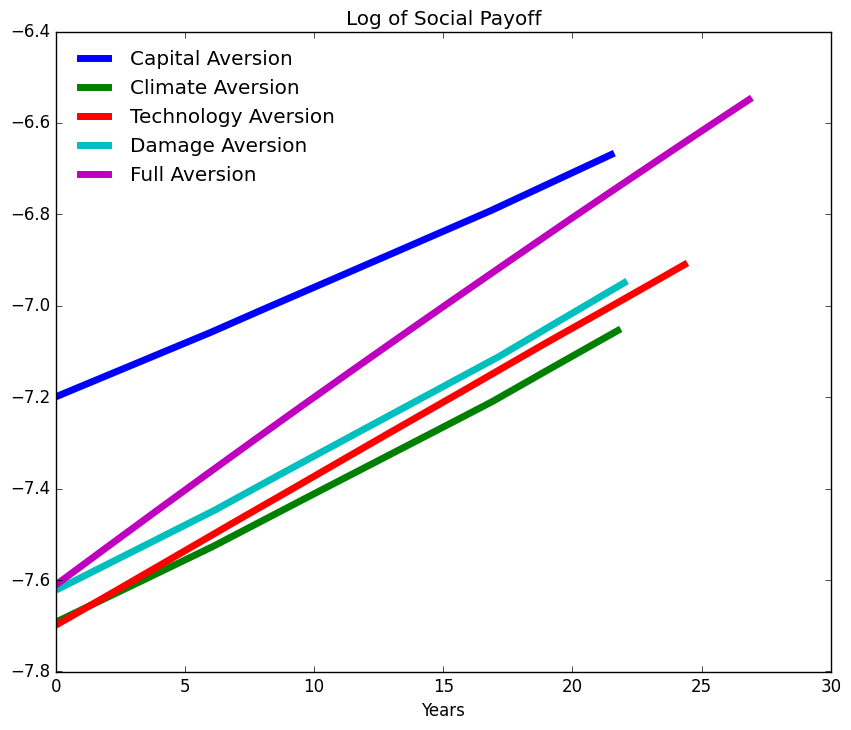 Log of Social Payoff
−6.4
−6.6
−6.8
−7.0
−7.2
−7.4
−7.6
−7.8
Capital Aversion
Climate Aversion
Technology Aversion
Damage Aversion
Full Aversion
0 5 10 15 20 25 30
Years